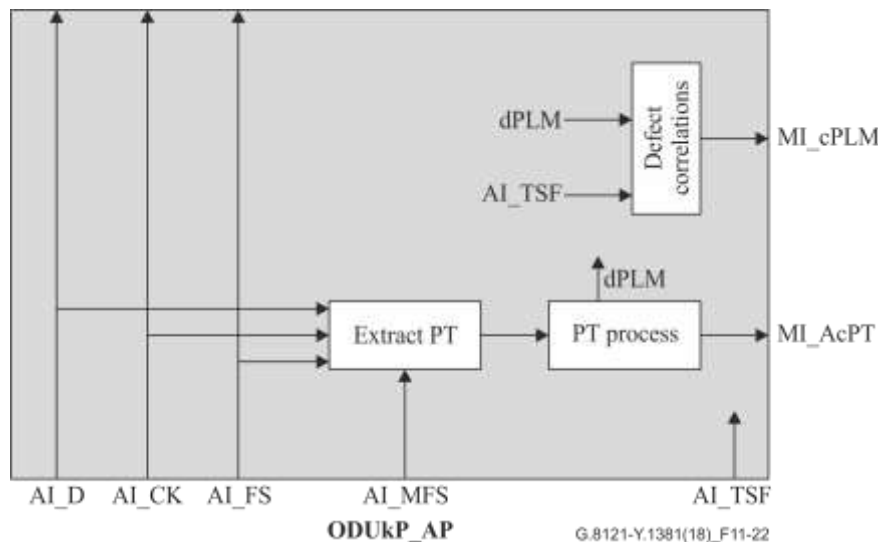 dPLM
Defect
correlations
MI_cPLM
AI_TSF
dPLM
Extract PT
PT process
MI_AcPT
AI_D
AI_CK
AI_FS
AI_MFS
AI_TSF
ODUkP_AP
G.8121-Y.1381(18)_F11-22